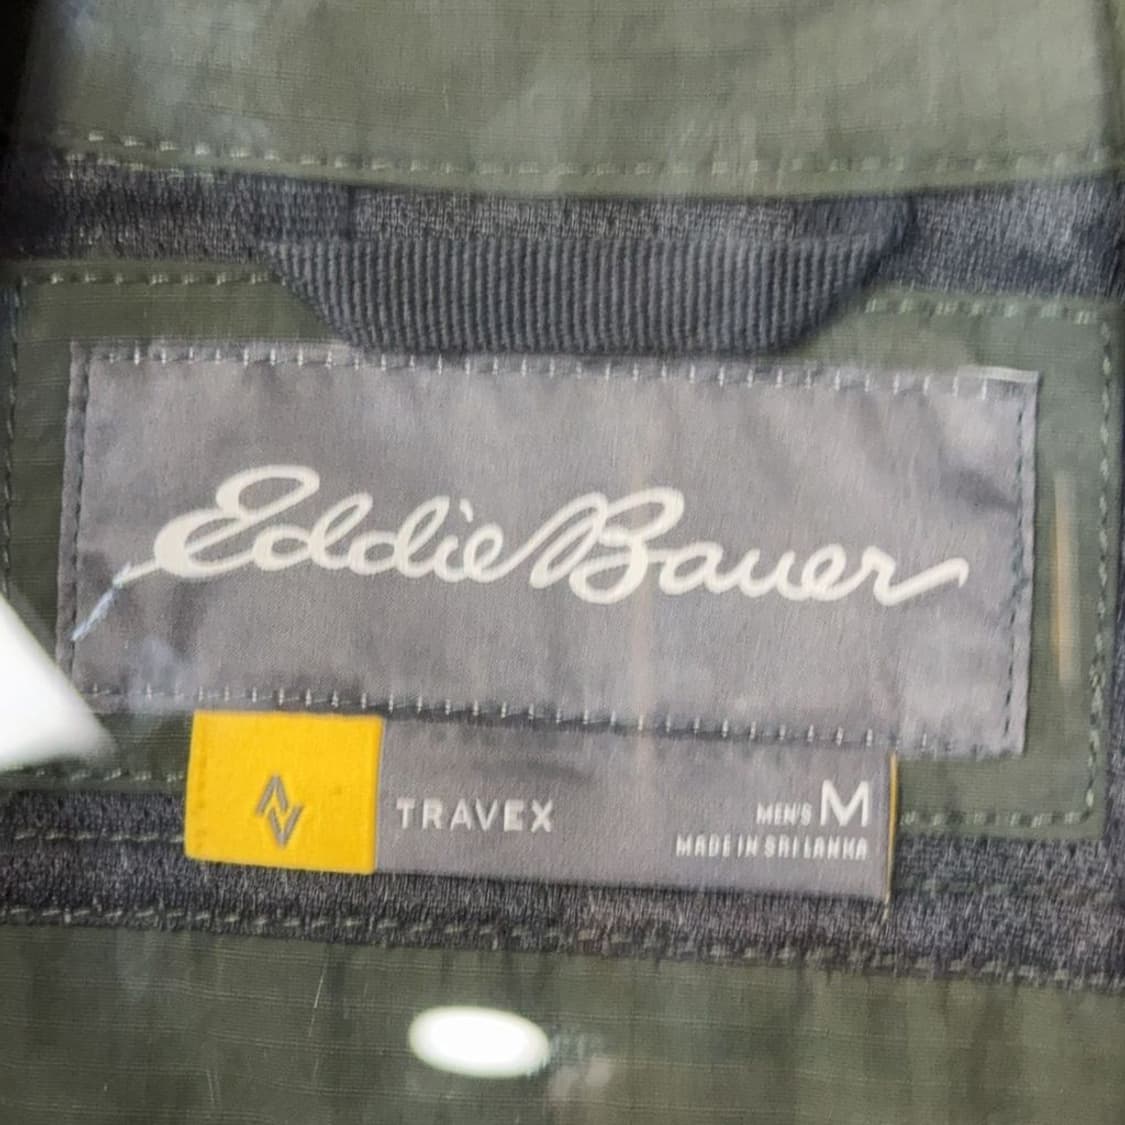 Eddie Bauer
TRAVEX
MEN'S M
MADE IN SRI LANKA